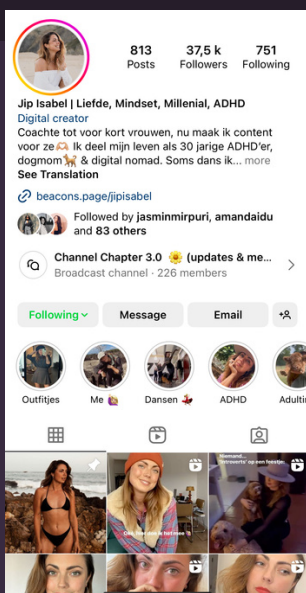 813
Posts
37,5 k
Followers
751
Following
Jip Isabel | Liefde, Mindset, Millenial, ADHD
Digital creator
Coachte tot voor kort vrouwen, nu maak ik content
voor ze🫶🏼 Ik deel mijn leven als 30 jarige ADHD'er,
dogmom🐕 & digital nomad. Soms dans ik... more
See Translation
beacons.page/jipisabel
Followed by jasminmirpuri, amandaidu
and 83 others
Channel Chapter 3.0 🌼 (updates & me...
Broadcast channel · 226 members
Following
Message
Email
Outfitjes
Me 🙋🏼‍♀️
Dansen 💃
ADHD
Adulti
Niemand...
'Introverts' op een feestje: